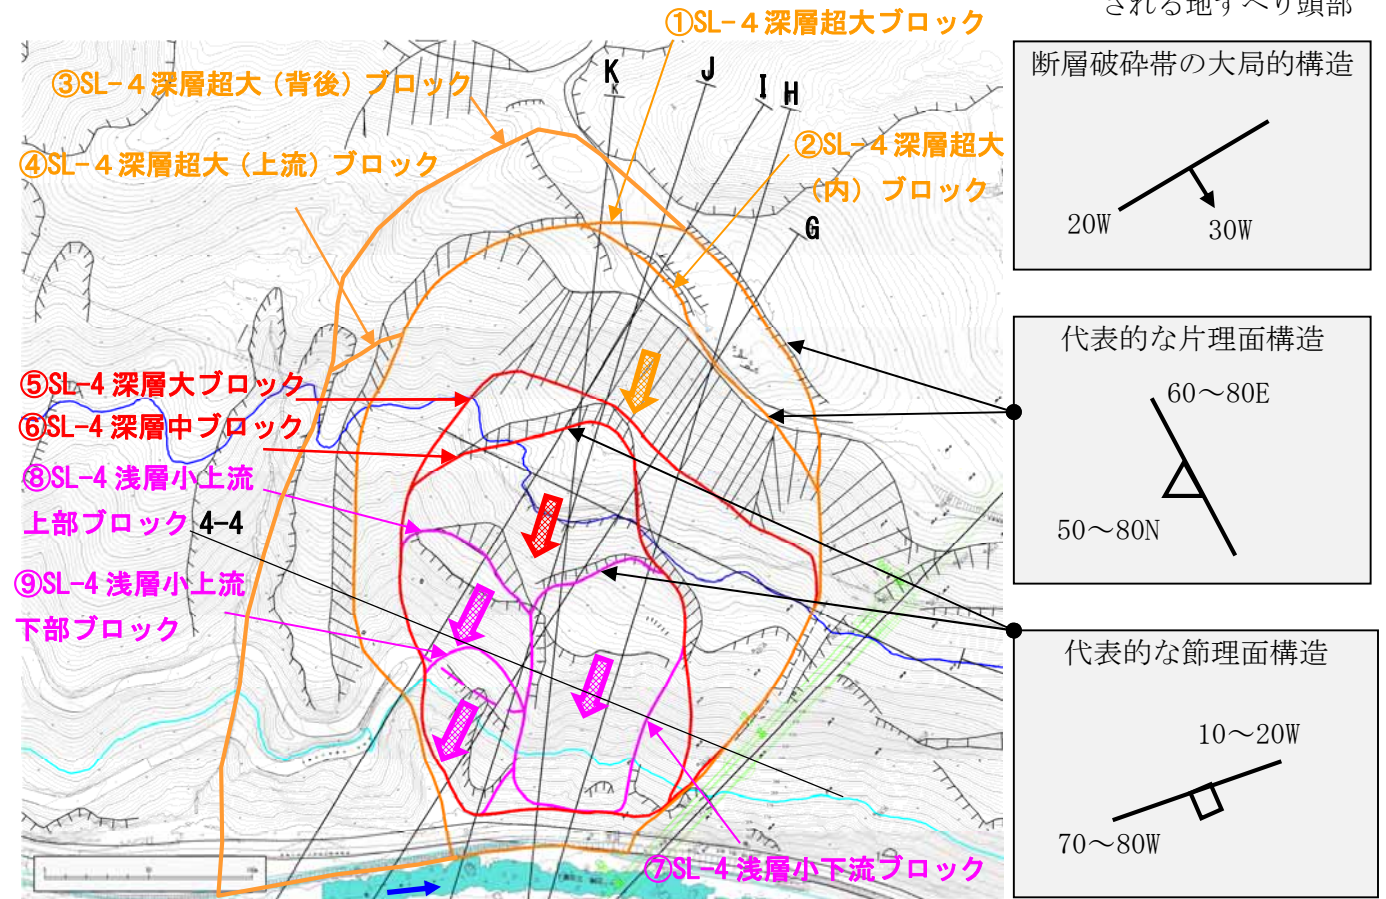 される地すべり頭部
①SL-４深層超大ブロック
③SL-４深層超大（背後）ブロック
K
K
J
I
H
②SL-４深層超大
（内）ブロック
④SL-４深層超大（上流）ブロック
G
⑤SL-4 深層大ブロック
⑥SL-4 深層中ブロック
⑧SL-4 浅層小上流
上部ブロック
4-4
⑨SL-4 浅層小上流
下部ブロック
⑦SL-4 浅層小下流ブロック
断層破砕帯の大局的構造
20W
30W
代表的な片理面構造
60～80E
50～80N
代表的な節理面構造
10～20W
70～80W